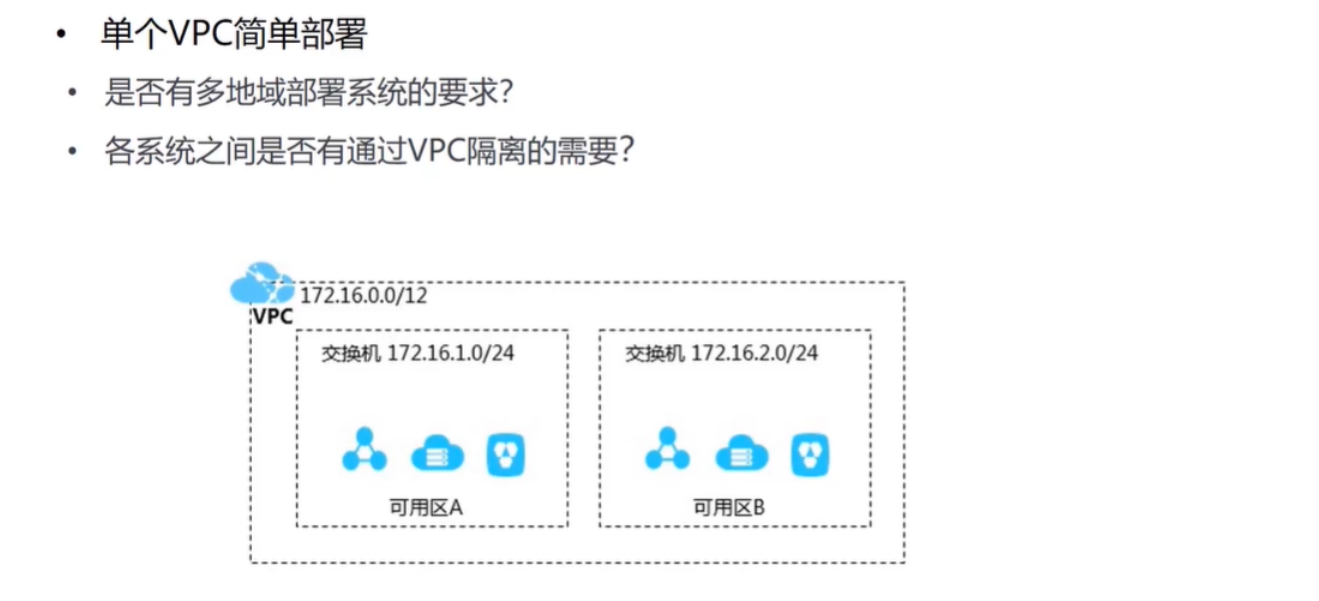 • 单个VPC简单部署
• 是否有多地域部署系统的要求?
• 各系统之间是否有通过VPC隔离的需要?
172.16.0.0/12
VPC
交换机 172.16.1.0/24
交换机 172.16.2.0/24
可用区A
可用区B